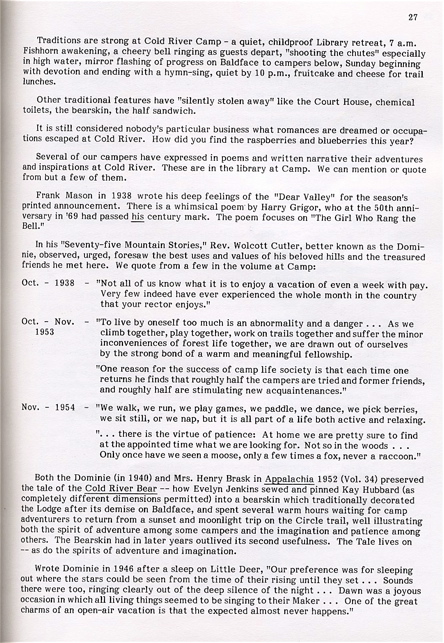 27
Traditions are strong at Cold River Camp - a quiet, childproof Library retreat, 7 a.m.
Fishhorn awakening, a cheery bell ringing as guests depart, "shooting the chutes" especially
in high water, mirror flashing of progress on Baldface to campers below, Sunday beginning
with devotion and ending with a hymn-sing, quiet by 10 p.m., fruitcake and cheese for trail
lunches.
Other traditional features have "silently stolen away" like the Court House, chemical
toilets, the bearskin, the half sandwich.
It is still considered nobody's particular business what romances are dreamed or occupa-
tions escaped at Cold River. How did you find the raspberries and blueberries this year?
Several of our campers have expressed in poems and written narrative their adventures
and inspirations at Cold River. These are in the library at Camp. We can mention or quote
from but a few of them.
Frank Mason in 1938 wrote his deep feelings of the "Dear Valley" for the season's
printed announcement. There is a whimsical poem by Harry Grigor, who at the 50th anni-
versary in '69 had passed his century mark. The poem focuses on "The Girl Who Rang the
Bell."
In his "Seventy-five Mountain Stories," Rev. Wolcott Cutler, better known as the Domi-
nie, observed, urged, foresaw the best uses and values of his beloved hills and the treasured
friends he met here. We quote from a few in the volume at Camp:
Oct. - 1938 - "Not all of us know what it is to enjoy a vacation of even a week with pay.
Very few indeed have ever experienced the whole month in the country
that your rector enjoys."
Oct. - Nov. - "To live by oneself too much is an abnormality and a danger . . . As we
1953 climb together, play together, work on trails together and suffer the minor
inconveniences of forest life together, we are drawn out of ourselves
by the strong bond of a warm and meaningful fellowship.
"One reason for the success of camp life society is that each time one
returns he finds that roughly half the campers are tried and former friends,
and roughly half are stimulating new acquaintances."
Nov. - 1954 - "We walk, we run, we play games, we paddle, we dance, we pick berries,
we sit still, or we nap, but it is all part of a life both active and relaxing.
". . . there is the virtue of patience: At home we are pretty sure to find
at the appointed time what we are looking for. Not so in the woods . . .
Only once have we seen a moose, only a few times a fox, never a raccoon."
Both the Dominie (in 1940) and Mrs. Henry Brask in Appalachia 1952 (Vol. 34) preserved
the tale of the Cold River Bear -- how Evelyn Jenkins sewed and pinned Kay Hubbard (as
completely different dimensions permitted) into a bearskin which traditionally decorated
the Lodge after its demise on Baldface, and spent several warm hours waiting for camp
adventurers to return from a sunset and moonlight trip on the Circle trail, well illustrating
both the spirit of adventure among some campers and the imagination and patience among
others. The Bearskin had in later years outlived its second usefulness. The Tale lives on
-- as do the spirits of adventure and imagination.
Wrote Dominie in 1946 after a sleep on Little Deer, "Our preference was for sleeping
out where the stars could be seen from the time of their rising until they set . . . Sounds
there were too, ringing clearly out of the deep silence of the night . . . Dawn was a joyous
occasion in which all living things seemed to be singing to their Maker . . . One of the great
charms of an open-air vacation is that the expected almost never happens."